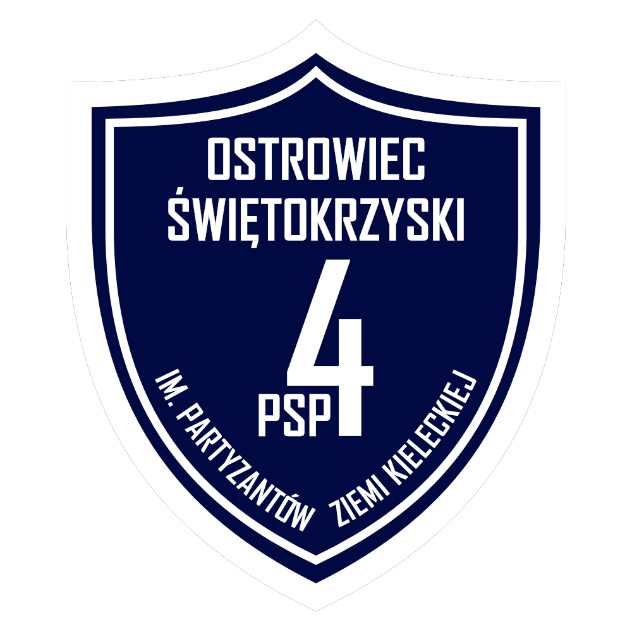 OSTROWIEC
ŚWIĘTOKRZYSKI
4
PSP
IM. PARTYZANTÓW ZIEMI KIELECKIEJ